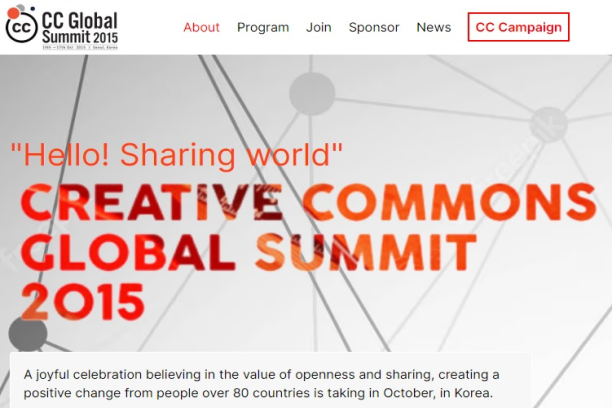 CC Global
Summit 2015
About Program Join Sponsor News CC Campaign
"Hello! Sharing world"
CREATIVE COMMONS
GLOBAL SUMMIT
2015
A joyful celebration believing in the value of openness and sharing, creating a
positive change from people over 80 countries is taking in October, in Korea.